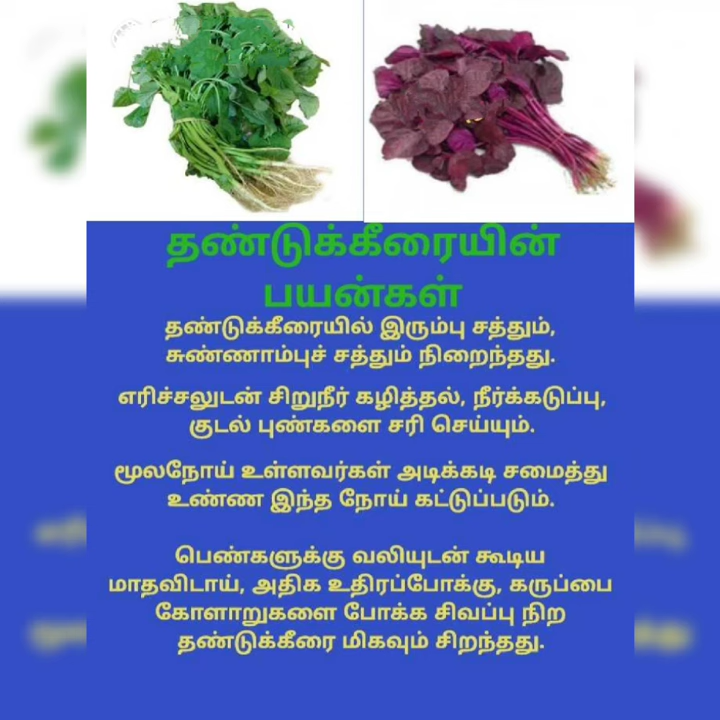 தண்டுக்கீரையின்
பயன்கள்
தண்டுக்கீரையில் இரும்பு சத்தும்,
சுண்ணாம்புச் சத்தும் நிறைந்தது.
எரிச்சலுடன் சிறுநீர் கழித்தல், நீர்க்கடுப்பு,
குடல் புண்களை சரி செய்யும்.
மூலநோய் உள்ளவர்கள் அடிக்கடி சமைத்து
உண்ண இந்த நோய் கட்டுப்படும்.
பெண்களுக்கு வலியுடன் கூடிய
மாதவிடாய், அதிக உதிரப்போக்கு, கருப்பை
கோளாறுகளை போக்க சிவப்பு நிற
தண்டுக்கீரை மிகவும் சிறந்தது.